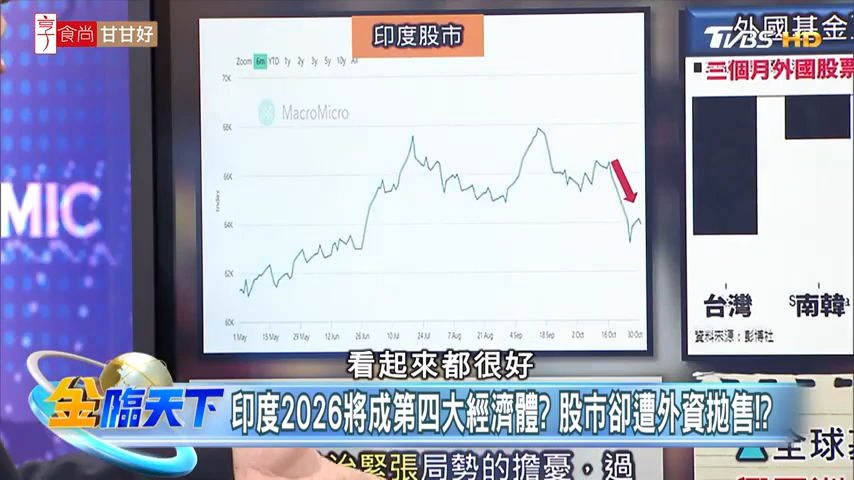 享食尚 甘甘好
印度股市
外國基金
TVBS HD
三個月外國股票
Zoom 6m YTD 1y 2y 3y 5y 10y All
70K
MacroMicro
68K
66K
Index
64K
62K
60K
1 May 15 May 29 May 12 Jun 26 Jun 10 Jul 24 Jul 7 Aug 21 Aug 4 Sep 18 Sep 2 Oct 16 Oct 30 Oct
MIC
台灣
南韓
資料來源：彭博社
看起來都很好
金臨天下
印度2026將成第四大經濟體? 股市卻遭外資拋售!?
治緊張局勢的擔憂，過
全球